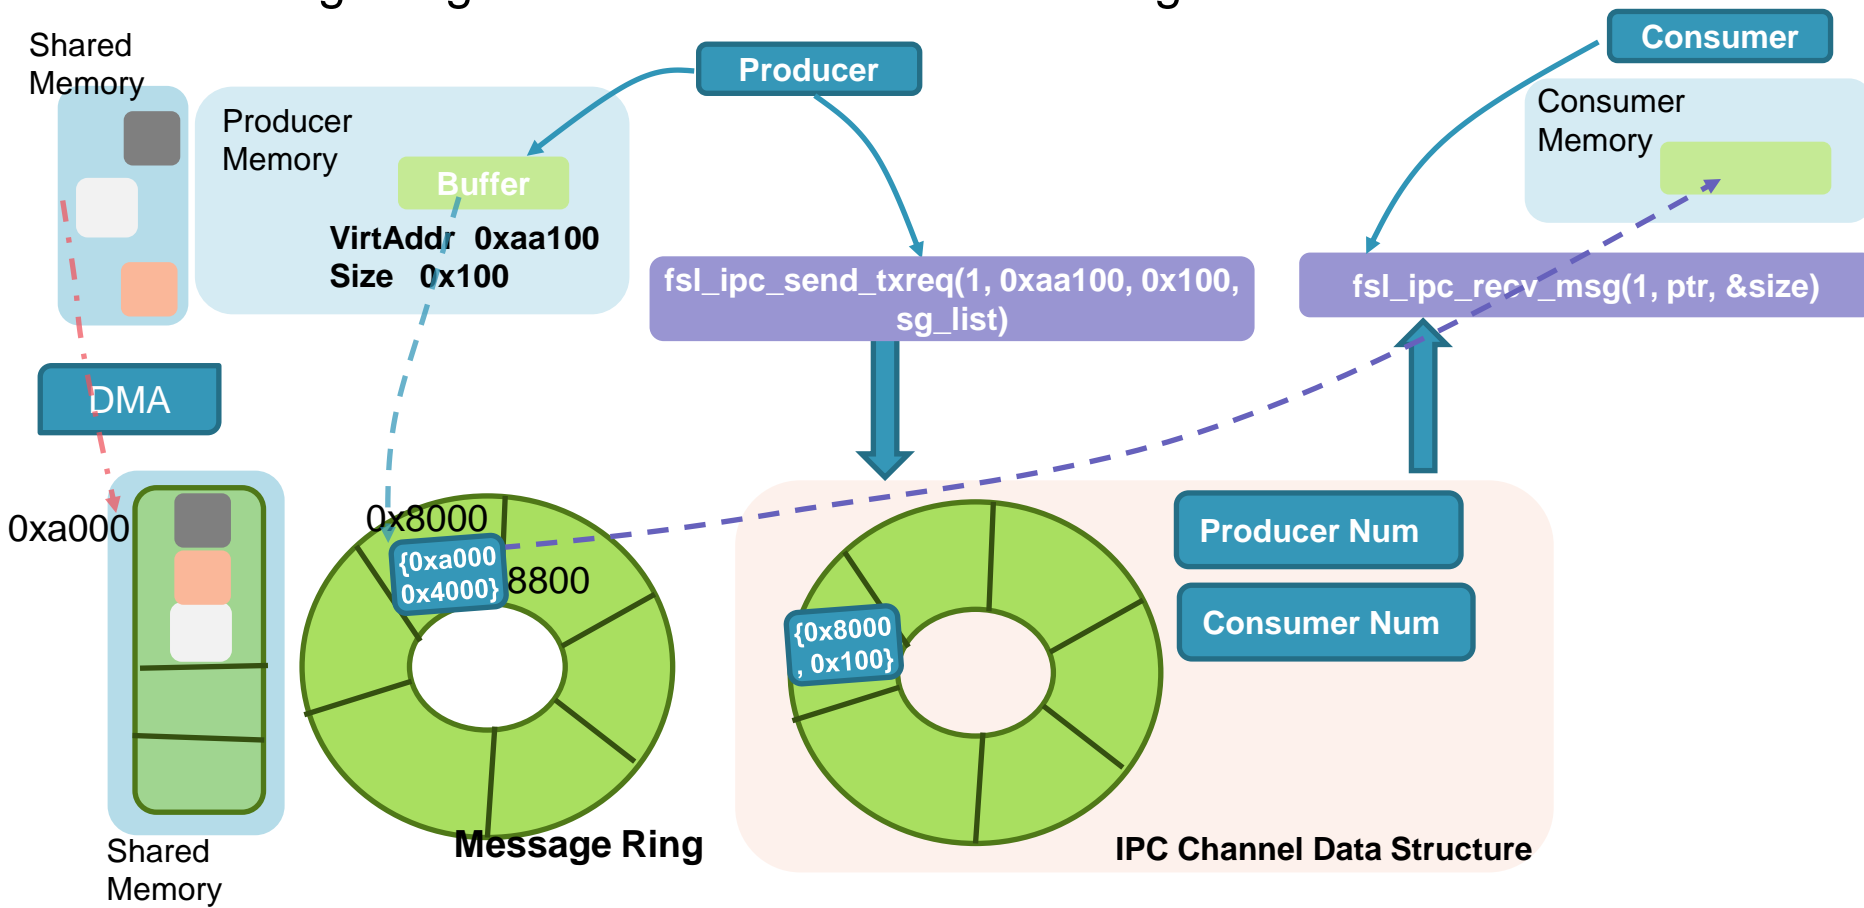 Shared
Memory
Producer
Consumer
Producer
Memory
Buffer
VirtAddr 0xaa100
Size 0x100
Consumer
Memory
fsl_ipc_send_txreq(1, 0xaa100, 0x100,
sg_list)
fsl_ipc_recv_msg(1, ptr, &size)
DMA
0xa000
0x8000
{0xa000
0x4000}
8800
{0x8000
, 0x100}
Producer Num
Consumer Num
Message Ring
IPC Channel Data Structure
Shared
Memory